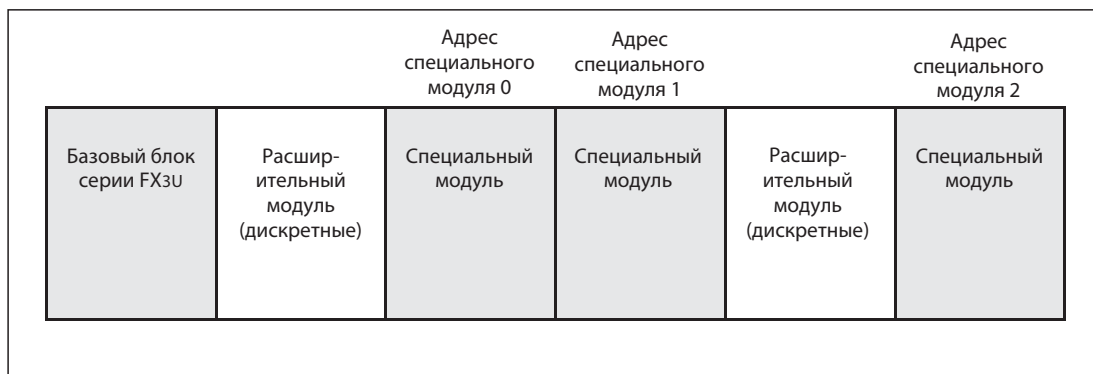 Адрес
специального
модуля 0
Адрес
специального
модуля 1
Адрес
специального
модуля 2
Базовый блок
серии FX3U
Расшир-
ительный
модуль
(дискретные)
Специальный
модуль
Специальный
модуль
Расшир-
ительный
модуль
(дискретные)
Специальный
модуль